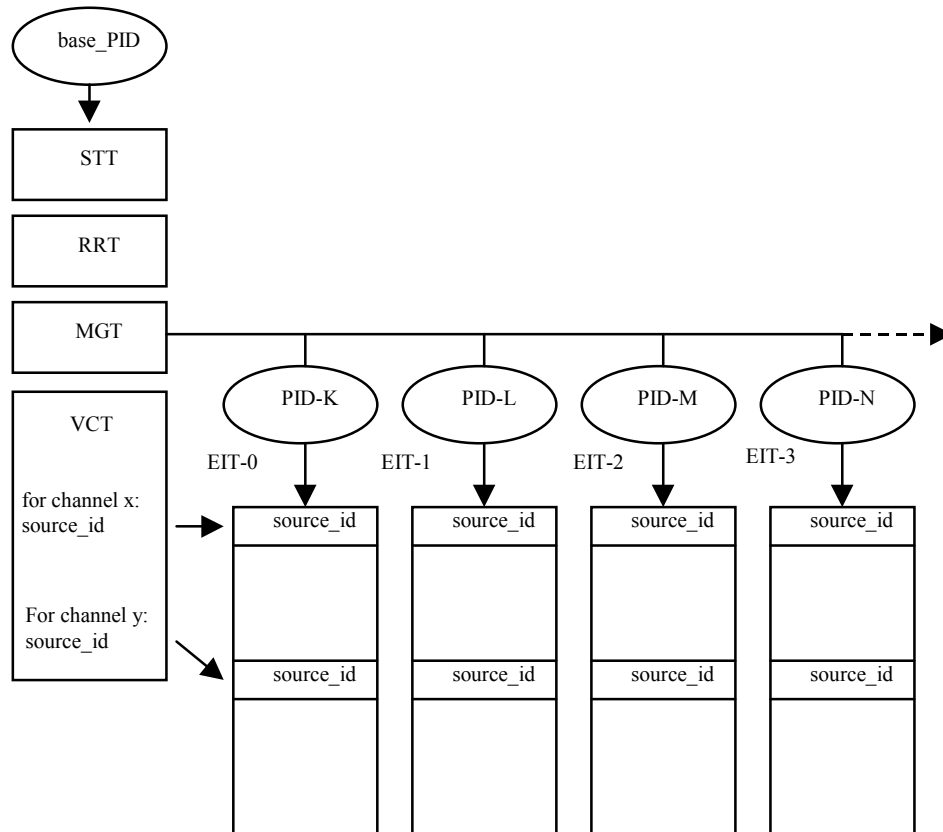 base_PID
STT
RRT
MGT
PID-K
PID-L
PID-M
PID-N
VCT
EIT-0
EIT-1
EIT-2
EIT-3
for channel x:
source_id
source_id
source_id
source_id
source_id
For channel y:
source_id
source_id
source_id
source_id
source_id